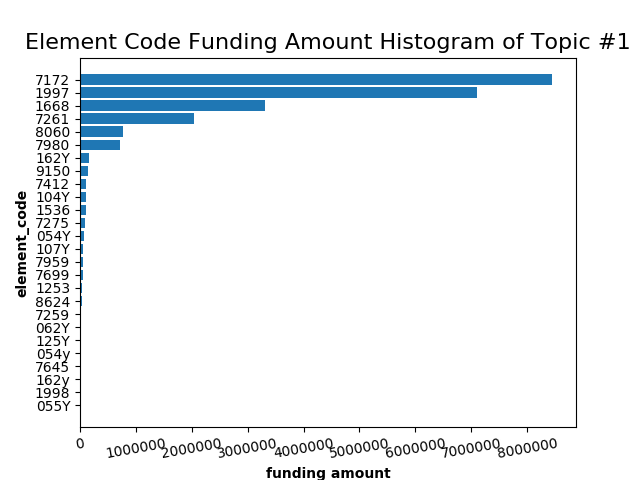 Element Code Funding Amount Histogram of Topic #1
7172
1997
1668
7261
8060
7980
162Y
9150
7412
104Y
1536
7275
054Y
107Y
7959
7699
1253
8624
7259
062Y
125Y
054y
7645
162y
1998
055Y
element_code
0 1000000 2000000 3000000 4000000 5000000 6000000 7000000 8000000
funding amount